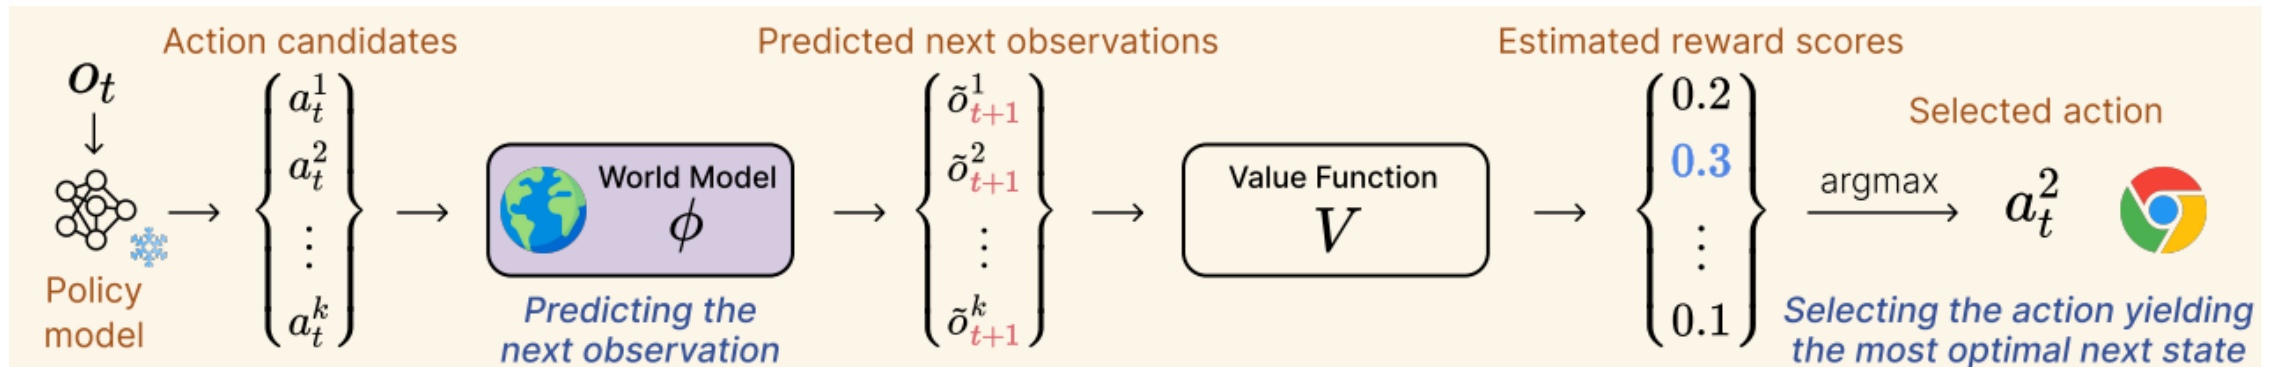 Action candidates
Predicted next observations
Estimated reward scores
o_t
a_t^1
a_t^2
⋮
a_t^k
Policy
model
World Model
ϕ
Predicting the
next observation
õ_{t+1}^1
õ_{t+1}^2
⋮
õ_{t+1}^k
Value Function
V
0.2
0.3
⋮
0.1
argmax
Selected action
a_t^2
Selecting the action yielding
the most optimal next state